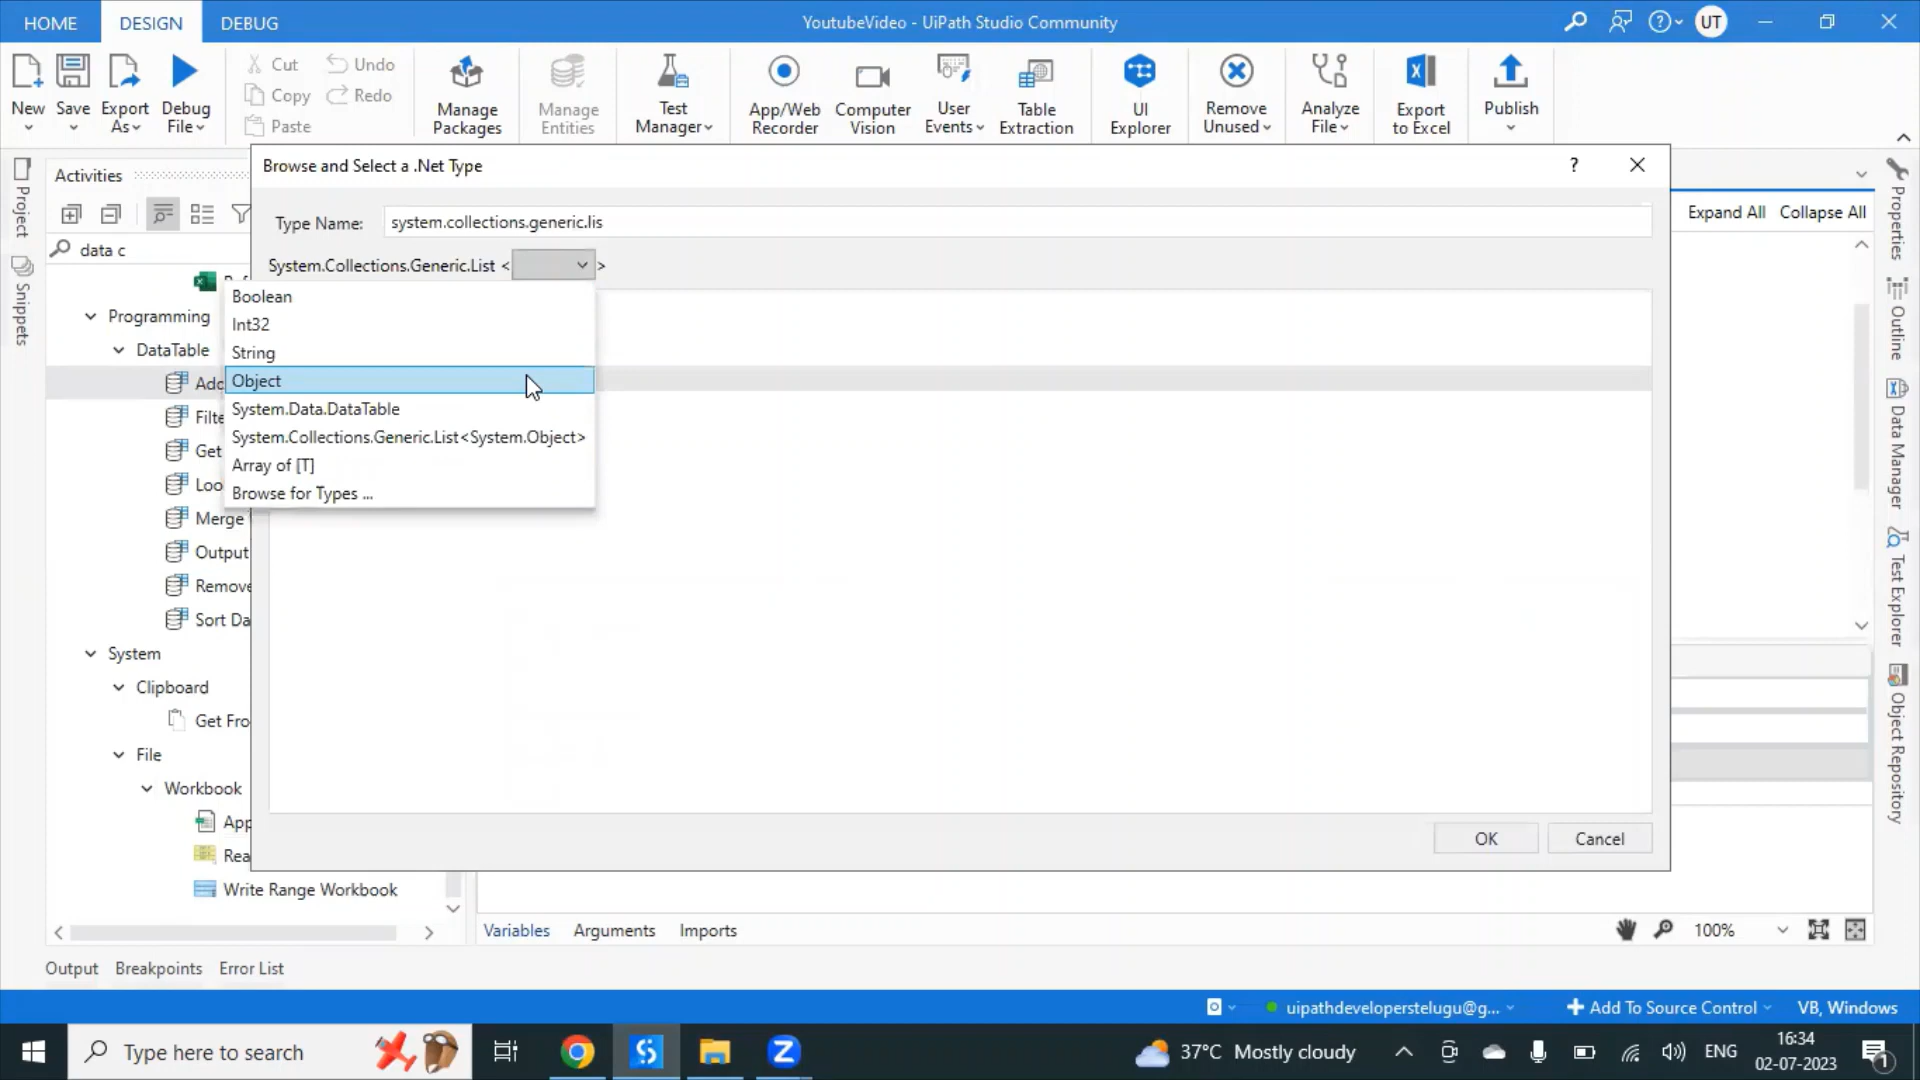 HOME DESIGN DEBUG
YoutubeVideo - UiPath Studio Community
UT
New
Save
Export As
Debug File
Cut
Copy
Paste
Undo
Redo
Manage Packages
Manage Entities
Test Manager
App/Web Recorder
Computer Vision
User Events
Table Extraction
UI Explorer
Remove Unused
Analyze File
Export to Excel
Publish
Project
Snippets
Activities
data c
Programming
DataTable
Add
Filte
Get
Loo
Merge
Output
Remove
Sort Da
System
Clipboard
Get Fro
File
Workbook
App
Rea
Write Range Workbook
Browse and Select a .Net Type
?
Type Name: system.collections.generic.lis
System.Collections.Generic.List < >
Boolean
Int32
String
Object
System.Data.DataTable
System.Collections.Generic.List<System.Object>
Array of [T]
Browse for Types ...
OK Cancel
Expand All Collapse All
Properties
Outline
Data Manager
Test Explorer
Object Repository
Variables Arguments Imports
100%
Output Breakpoints Error List
uipathdeveloperstelugu@g...
Add To Source Control
VB, Windows
Type here to search
37°C Mostly cloudy
ENG
16:34
02-07-2023
1